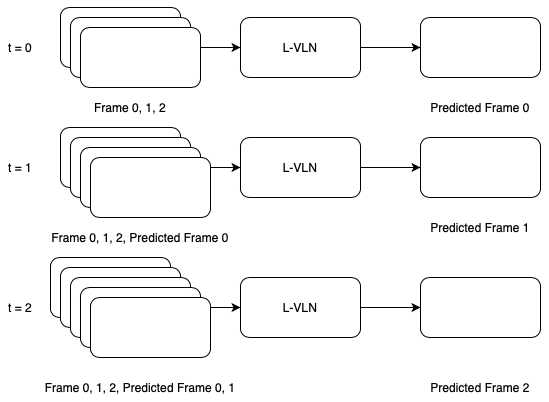 t = 0
L-VLN
Frame 0, 1, 2
Predicted Frame 0
t = 1
L-VLN
Frame 0, 1, 2, Predicted Frame 0
Predicted Frame 1
t = 2
L-VLN
Frame 0, 1, 2, Predicted Frame 0, 1
Predicted Frame 2